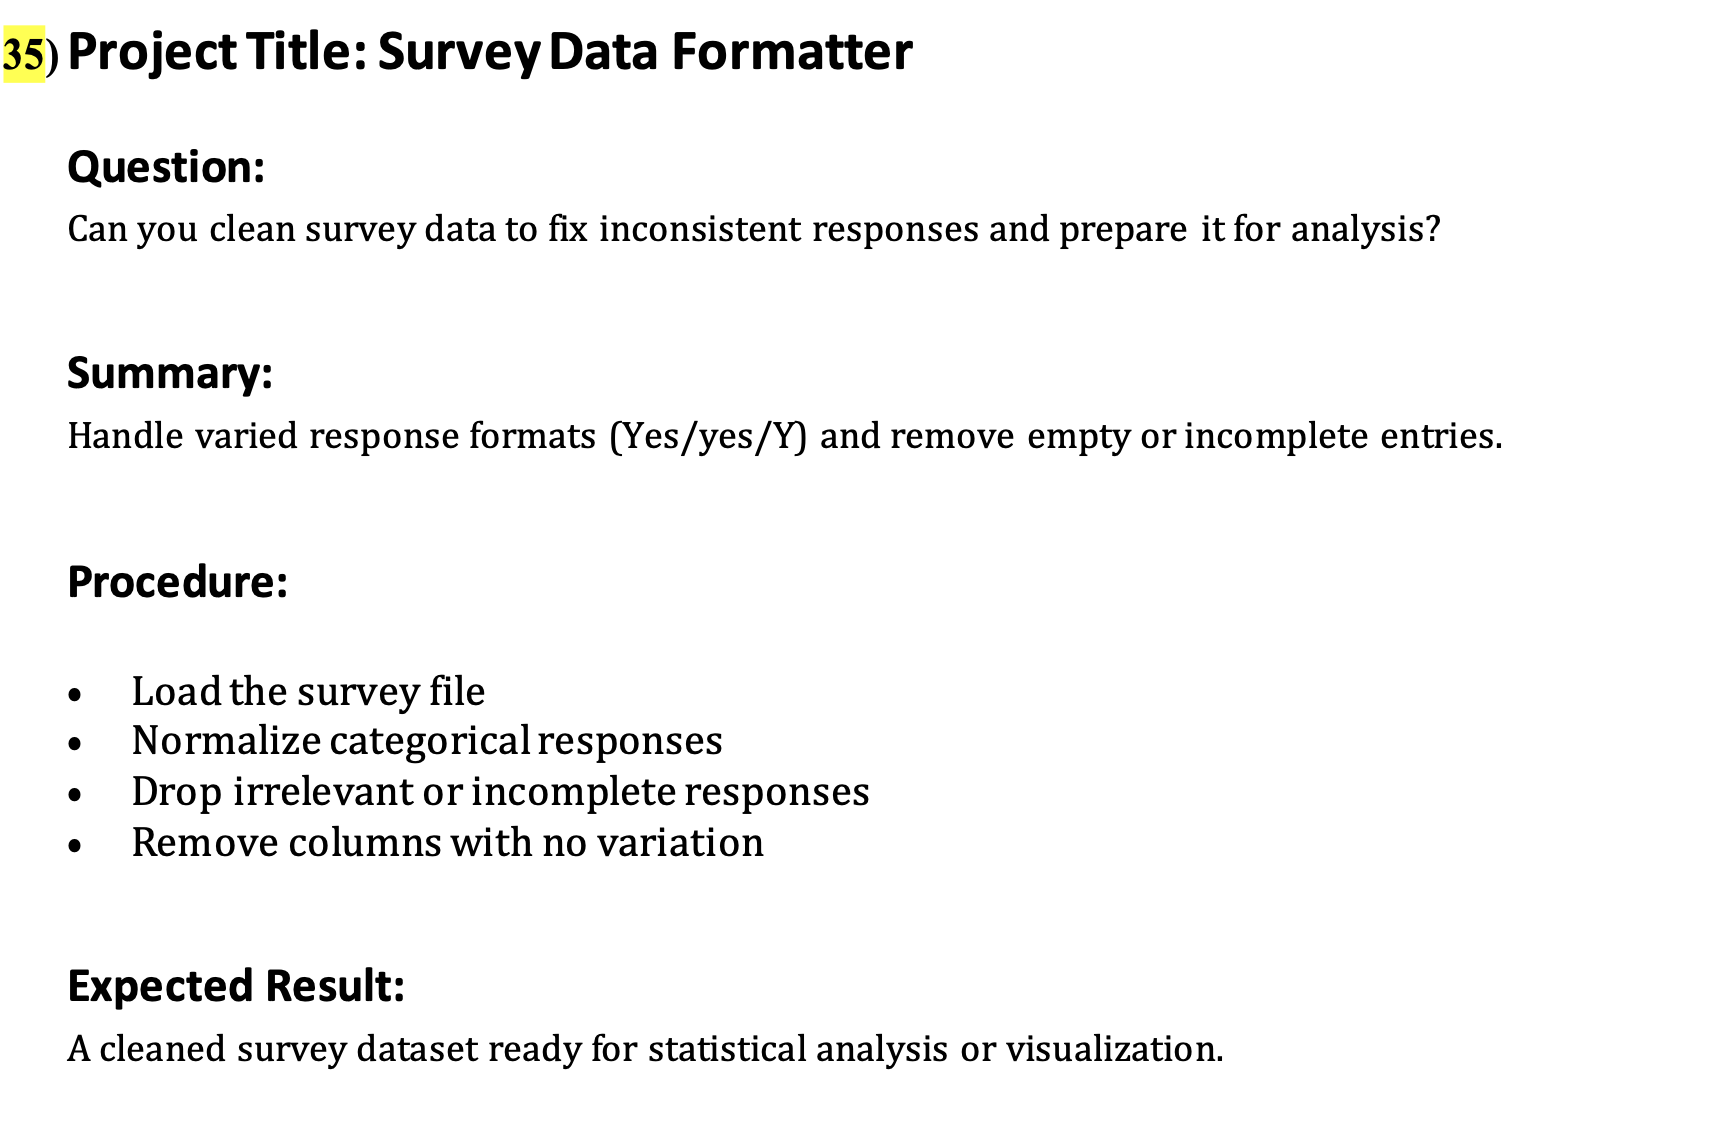 35) Project Title: Survey Data Formatter
Question:
Can you clean survey data to fix inconsistent responses and prepare it for analysis?
Summary:
Handle varied response formats (Yes/yes/Y) and remove empty or incomplete entries.
Procedure:
• Load the survey file
• Normalize categorical responses
• Drop irrelevant or incomplete responses
• Remove columns with no variation
Expected Result:
A cleaned survey dataset ready for statistical analysis or visualization.